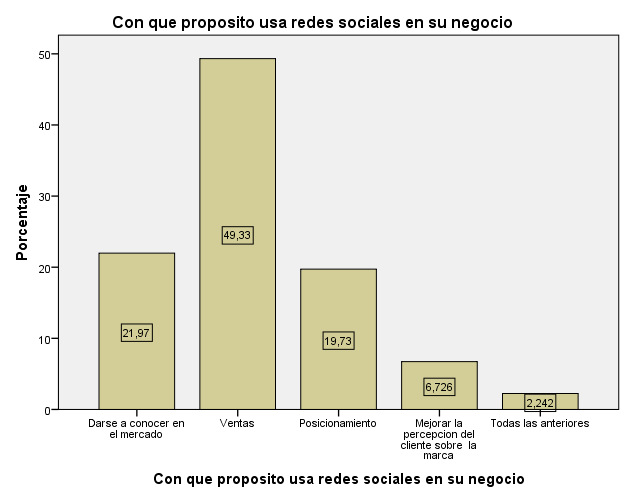 Con que proposito usa redes sociales en su negocio
Porcentaje
50
40
30
20
10
0
21,97
49,33
19,73
6,726
2,242
Darse a conocer en
el mercado
Ventas
Posicionamiento
Mejorar la
percepcion del
cliente sobre la
marca
Todas las anteriores
Con que proposito usa redes sociales en su negocio